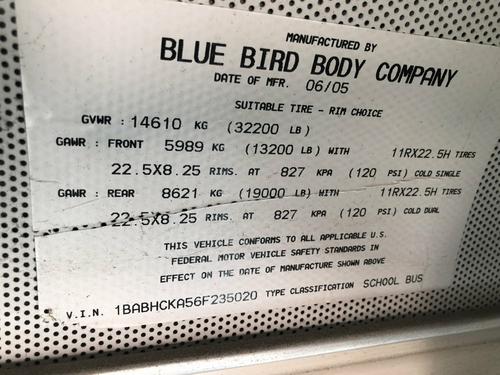 MANUFACTURED BY
BLUE BIRD BODY COMPANY
DATE OF MFR. 06/05
SUITABLE TIRE - RIM CHOICE
GVWR : 14610 KG (32200 LB)
GAWR : FRONT 5989 KG (13200 LB) WITH 11RX22.5H TIRES
22.5X8.25 RIMS. AT 827 KPA (120 PSI) COLD SINGLE
GAWR : REAR 8621 KG (19000 LB) WITH 11RX22.5H TIRES
22.5X8.25 RIMS. AT 827 KPA (120 PSI) COLD DUAL
THIS VEHICLE CONFORMS TO ALL APPLICABLE U.S.
FEDERAL MOTOR VEHICLE SAFETY STANDARDS IN
EFFECT ON THE DATE OF MANUFACTURE SHOWN ABOVE
V.I.N. 1BABHCKA56F235020 TYPE CLASSIFICATION SCHOOL BUS